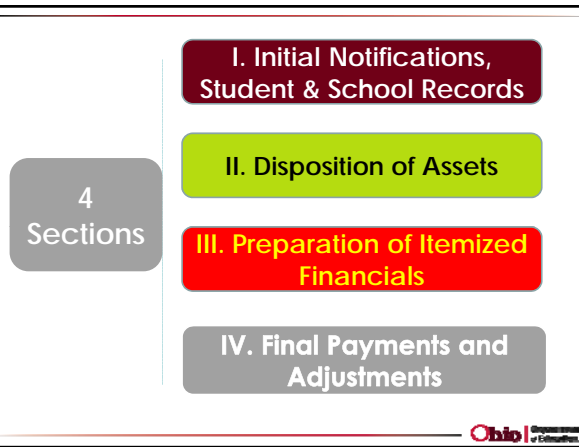 I. Initial Notifications,
Student & School Records
II. Disposition of Assets
4
Sections
III. Preparation of Itemized
Financials
IV. Final Payments and
Adjustments
Ohio